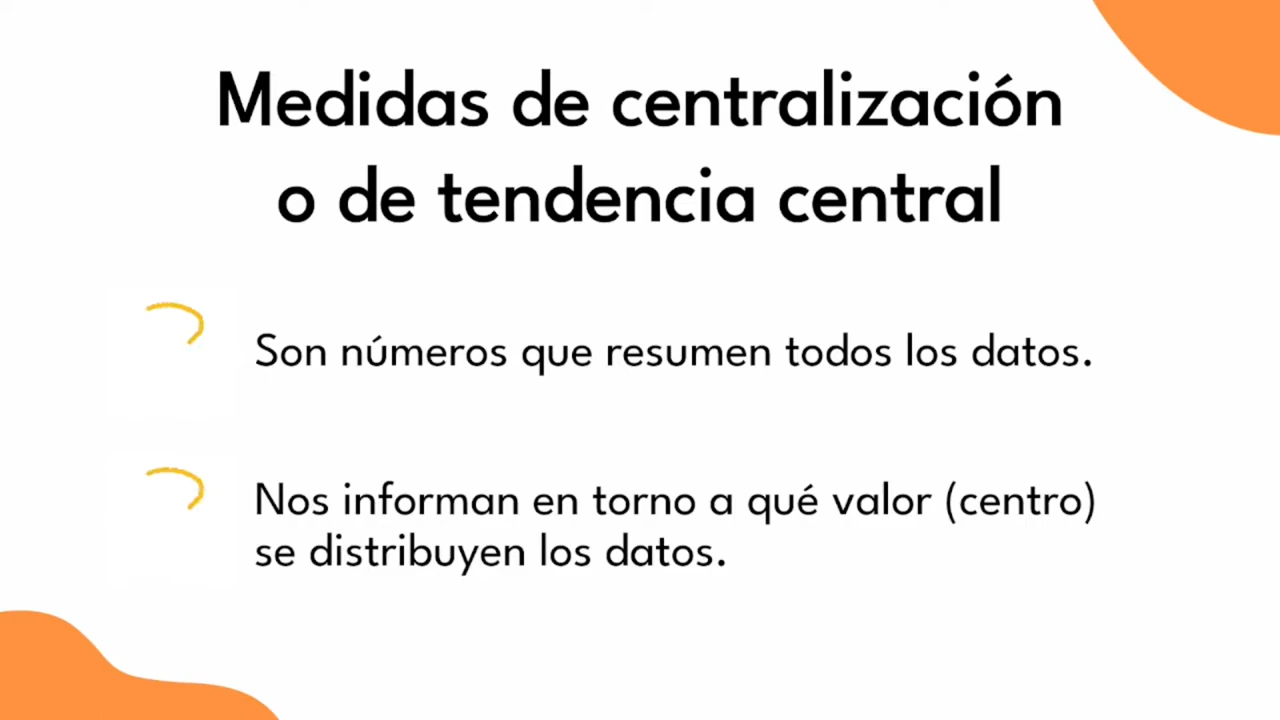 Medidas de centralización
o de tendencia central
Son números que resumen todos los datos.
Nos informan en torno a qué valor (centro)
se distribuyen los datos.